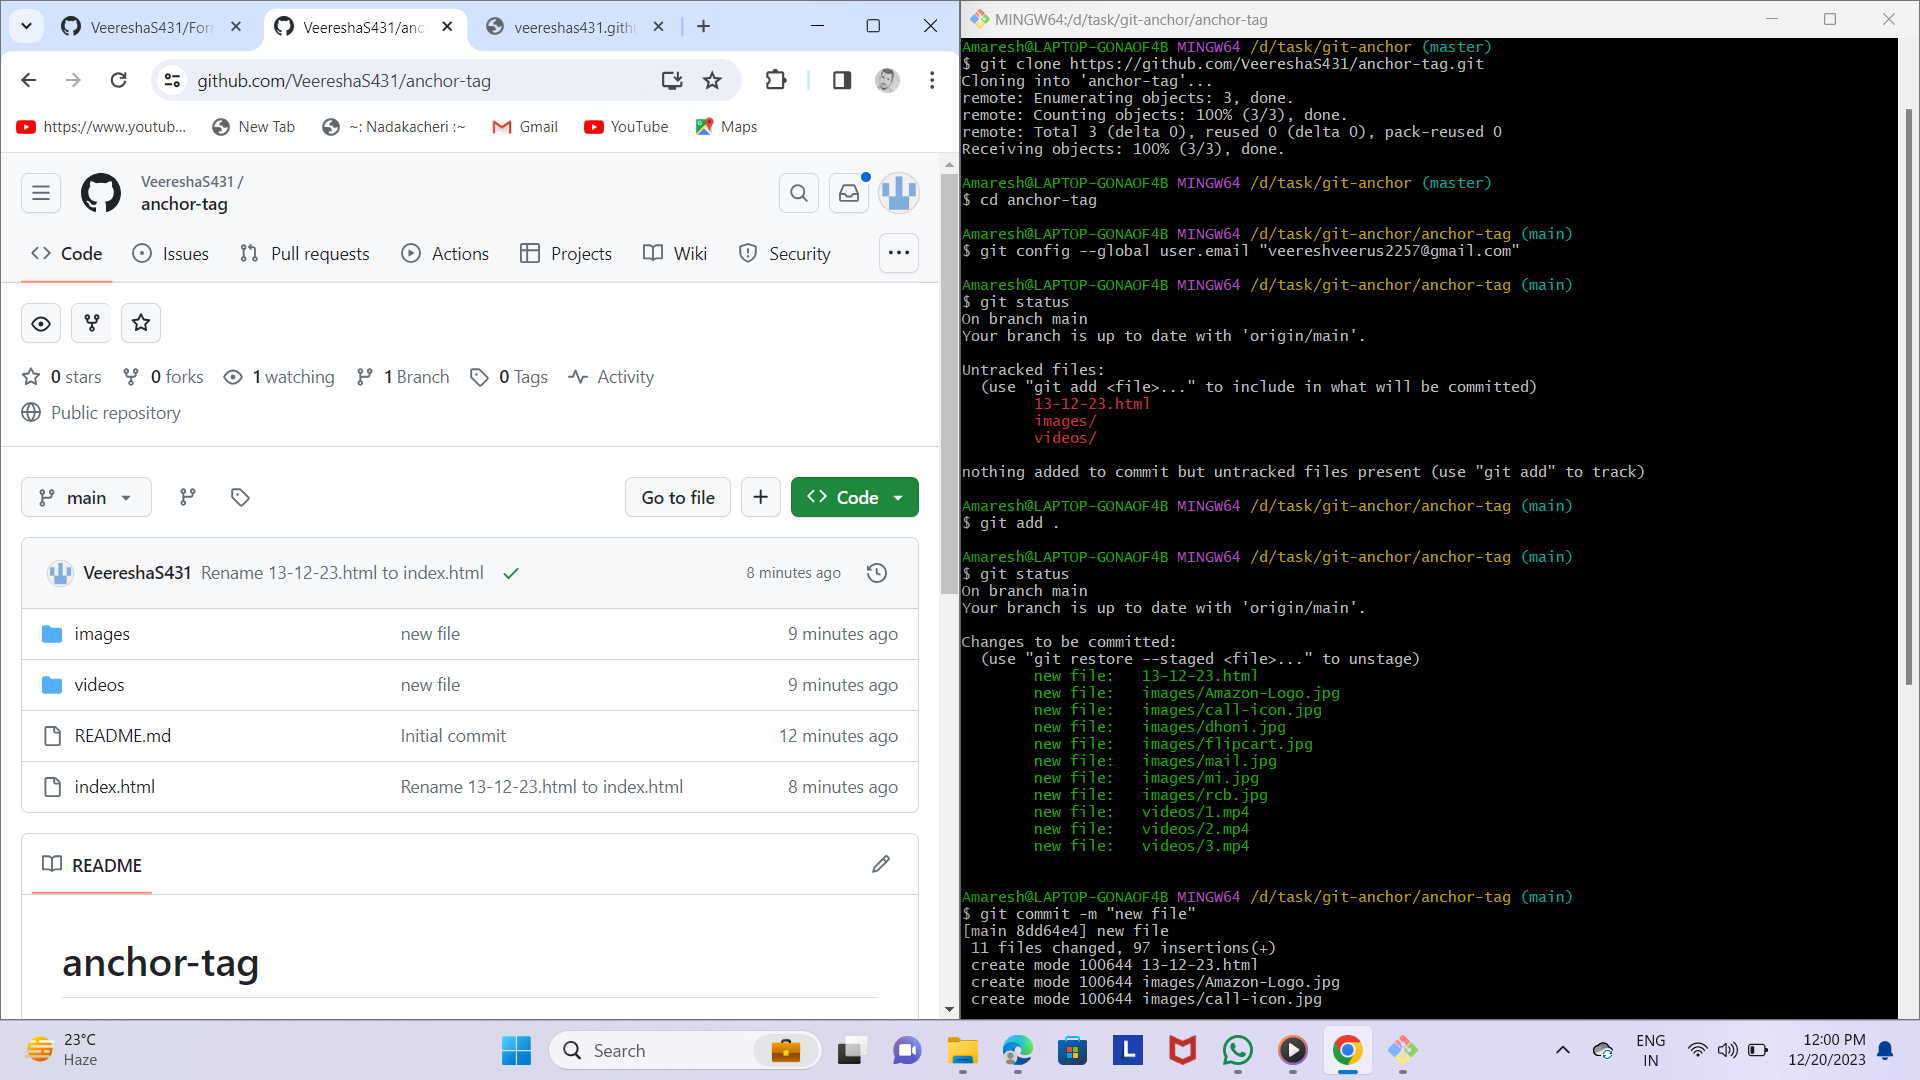 VeereshaS431/For
VeereshaS431/anc
veereshas431.gith
github.com/VeereshaS431/anchor-tag
https://www.youtub...
New Tab
~: Nadakacheri :~
Gmail
YouTube
Maps
VeereshaS431 /
anchor-tag
Code
Issues
Pull requests
Actions
Projects
Wiki
Security
0 stars
0 forks
1 watching
1 Branch
0 Tags
Activity
Public repository
main
Go to file
+
Code
VeereshaS431 Rename 13-12-23.html to index.html
8 minutes ago
images new file 9 minutes ago
videos new file 9 minutes ago
README.md Initial commit 12 minutes ago
index.html Rename 13-12-23.html to index.html 8 minutes ago
README
anchor-tag
MINGW64:/d/task/git-anchor/anchor-tag
Amaresh@LAPTOP-GONAOF4B MINGW64 /d/task/git-anchor (master)
$ git clone https://github.com/VeereshaS431/anchor-tag.git
Cloning into 'anchor-tag'...
remote: Enumerating objects: 3, done.
remote: Counting objects: 100% (3/3), done.
remote: Total 3 (delta 0), reused 0 (delta 0), pack-reused 0
Receiving objects: 100% (3/3), done.
Amaresh@LAPTOP-GONAOF4B MINGW64 /d/task/git-anchor (master)
$ cd anchor-tag
Amaresh@LAPTOP-GONAOF4B MINGW64 /d/task/git-anchor/anchor-tag (main)
$ git config --global user.email "veereshveerus2257@gmail.com"
Amaresh@LAPTOP-GONAOF4B MINGW64 /d/task/git-anchor/anchor-tag (main)
$ git status
On branch main
Your branch is up to date with 'origin/main'.
Untracked files:
(use "git add <file>..." to include in what will be committed)
13-12-23.html
images/
videos/
nothing added to commit but untracked files present (use "git add" to track)
Amaresh@LAPTOP-GONAOF4B MINGW64 /d/task/git-anchor/anchor-tag (main)
$ git add .
Amaresh@LAPTOP-GONAOF4B MINGW64 /d/task/git-anchor/anchor-tag (main)
$ git status
On branch main
Your branch is up to date with 'origin/main'.
Changes to be committed:
(use "git restore --staged <file>..." to unstage)
new file: 13-12-23.html
new file: images/Amazon-Logo.jpg
new file: images/call-icon.jpg
new file: images/dhoni.jpg
new file: images/flipcart.jpg
new file: images/mail.jpg
new file: images/mi.jpg
new file: images/rcb.jpg
new file: videos/1.mp4
new file: videos/2.mp4
new file: videos/3.mp4
Amaresh@LAPTOP-GONAOF4B MINGW64 /d/task/git-anchor/anchor-tag (main)
$ git commit -m "new file"
[main 8dd64e4] new file
11 files changed, 97 insertions(+)
create mode 100644 13-12-23.html
create mode 100644 images/Amazon-Logo.jpg
create mode 100644 images/call-icon.jpg
23°C
Haze
Search
L
ENG
IN
12:00 PM
12/20/2023